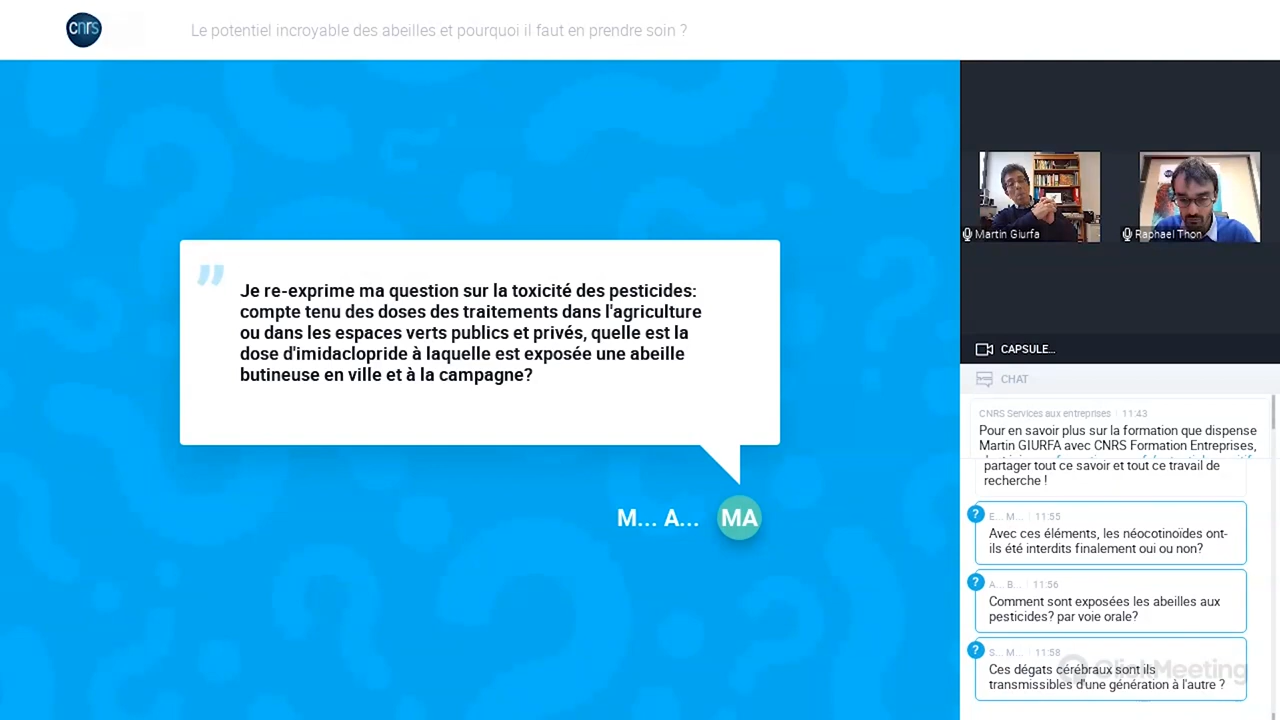 cnrs
Le potentiel incroyable des abeilles et pourquoi il faut en prendre soin ?
Je re-exprime ma question sur la toxicité des pesticides:
compte tenu des doses des traitements dans l'agriculture
ou dans les espaces verts publics et privés, quelle est la
dose d'imidaclopride à laquelle est exposée une abeille
butineuse en ville et à la campagne?
M... A...
MA
Martin Giurfa
Raphael Thon
CAPSULE...
CHAT
CNRS Services aux entreprises 11:43
Pour en savoir plus sur la formation que dispense
Martin GIURFA avec CNRS Formation Entreprises,
partager tout ce savoir et tout ce travail de
recherche !
? E... M... 11:55
Avec ces éléments, les néocotinoïdes ont-
ils été interdits finalement oui ou non?
? A... B... 11:56
Comment sont exposées les abeilles aux
pesticides? par voie orale?
? S... M... 11:58
Ces dégats cérébraux sont ils
transmissibles d'une génération à l'autre ?
ClickMeeting